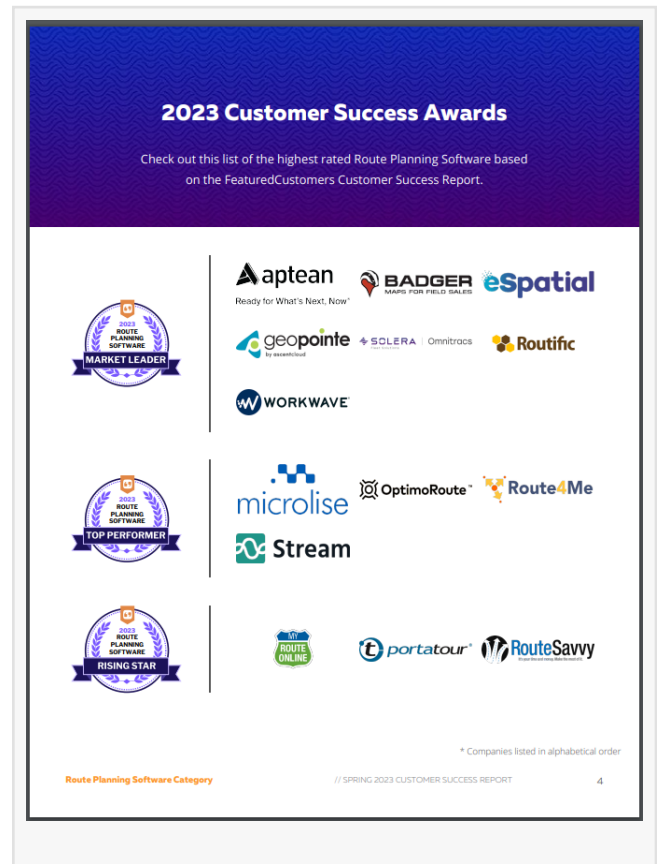 2023 Customer Success Awards
Check out this list of the highest rated Route Planning Software based
on the FeaturedCustomers Customer Success Report.
2023
ROUTE
PLANNING
SOFTWARE
MARKET LEADER
aptean
Ready for What's Next, Now™
BADGER
MAPS FOR FIELD SALES
eSpatial
geopointe
by ascentcloud
SOLERA | Omnitracs
Routific
WORKWAVE
2023
ROUTE
PLANNING
SOFTWARE
TOP PERFORMER
microlise
OptimoRoute™
Route4Me
Stream
2023
ROUTE
PLANNING
SOFTWARE
RISING STAR
MY
ROUTE
ONLINE
portatour®
RouteSavvy
* Companies listed in alphabetical order
Route Planning Software Category
// SPRING 2023 CUSTOMER SUCCESS REPORT
4